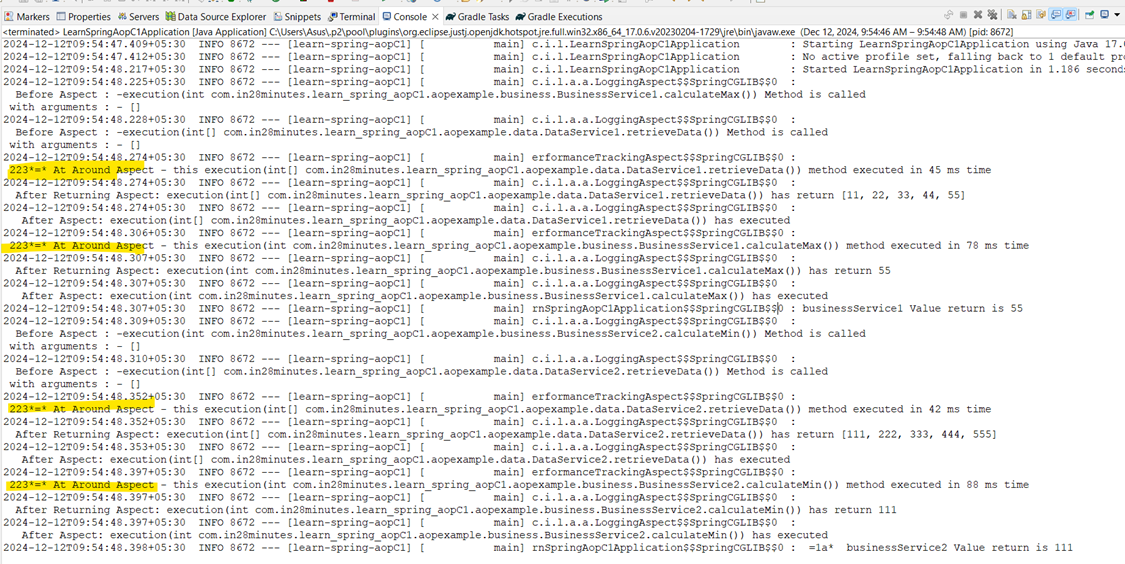 Markers Properties Servers Data Source Explorer Snippets Terminal Console Gradle Tasks Gradle Executions
<terminated> LearnSpringAopC1Application [Java Application] C:\Users\Asus\.p2\pool\plugins\org.eclipse.justj.openjdk.hotspot.jre.full.win32.x86_64_17.0.6.v20230204-1729\jre\bin\javaw.exe (Dec 12, 2024, 9:54:46 AM – 9:54:48 AM) [pid: 8672]
2024-12-12T09:54:47.409+05:30 INFO 8672 --- [learn-spring-aopC1] [ main] c.i.l.LearnSpringAopC1Application : Starting LearnSpringAopC1Application using Java 17.0
2024-12-12T09:54:47.412+05:30 INFO 8672 --- [learn-spring-aopC1] [ main] c.i.l.LearnSpringAopC1Application : No active profile set, falling back to 1 default pro
2024-12-12T09:54:48.217+05:30 INFO 8672 --- [learn-spring-aopC1] [ main] c.i.l.LearnSpringAopC1Application : Started LearnSpringAopC1Application in 1.186 seconds
2024-12-12T09:54:48.225+05:30 INFO 8672 --- [learn-spring-aopC1] [ main] c.i.l.a.a.LoggingAspect$$SpringCGLIB$$0 :
Before Aspect : -execution(int com.in28minutes.learn_spring_aopC1.aopexample.business.BusinessService1.calculateMax()) Method is called
with arguments : - []
2024-12-12T09:54:48.228+05:30 INFO 8672 --- [learn-spring-aopC1] [ main] c.i.l.a.a.LoggingAspect$$SpringCGLIB$$0 :
Before Aspect : -execution(int[] com.in28minutes.learn_spring_aopC1.aopexample.data.DataService1.retrieveData()) Method is called
with arguments : - []
2024-12-12T09:54:48.274+05:30 INFO 8672 --- [learn-spring-aopC1] [ main] erformanceTrackingAspect$$SpringCGLIB$$0 :
223*=* At Around Aspect - this execution(int[] com.in28minutes.learn_spring_aopC1.aopexample.data.DataService1.retrieveData()) method executed in 45 ms time
2024-12-12T09:54:48.274+05:30 INFO 8672 --- [learn-spring-aopC1] [ main] c.i.l.a.a.LoggingAspect$$SpringCGLIB$$0 :
After Returning Aspect: execution(int[] com.in28minutes.learn_spring_aopC1.aopexample.data.DataService1.retrieveData()) has return [11, 22, 33, 44, 55]
2024-12-12T09:54:48.274+05:30 INFO 8672 --- [learn-spring-aopC1] [ main] c.i.l.a.a.LoggingAspect$$SpringCGLIB$$0 :
After Aspect: execution(int[] com.in28minutes.learn_spring_aopC1.aopexample.data.DataService1.retrieveData()) has executed
2024-12-12T09:54:48.306+05:30 INFO 8672 --- [learn-spring-aopC1] [ main] erformanceTrackingAspect$$SpringCGLIB$$0 :
223*=* At Around Aspect - this execution(int com.in28minutes.learn_spring_aopC1.aopexample.business.BusinessService1.calculateMax()) method executed in 78 ms time
2024-12-12T09:54:48.307+05:30 INFO 8672 --- [learn-spring-aopC1] [ main] c.i.l.a.a.LoggingAspect$$SpringCGLIB$$0 :
After Returning Aspect: execution(int com.in28minutes.learn_spring_aopC1.aopexample.business.BusinessService1.calculateMax()) has return 55
2024-12-12T09:54:48.307+05:30 INFO 8672 --- [learn-spring-aopC1] [ main] c.i.l.a.a.LoggingAspect$$SpringCGLIB$$0 :
After Aspect: execution(int com.in28minutes.learn_spring_aopC1.aopexample.business.BusinessService1.calculateMax()) has executed
2024-12-12T09:54:48.307+05:30 INFO 8672 --- [learn-spring-aopC1] [ main] rnSpringAopC1Application$$SpringCGLIB$$0 : businessService1 Value return is 55
2024-12-12T09:54:48.309+05:30 INFO 8672 --- [learn-spring-aopC1] [ main] c.i.l.a.a.LoggingAspect$$SpringCGLIB$$0 :
Before Aspect : -execution(int com.in28minutes.learn_spring_aopC1.aopexample.business.BusinessService2.calculateMin()) Method is called
with arguments : - []
2024-12-12T09:54:48.310+05:30 INFO 8672 --- [learn-spring-aopC1] [ main] c.i.l.a.a.LoggingAspect$$SpringCGLIB$$0 :
Before Aspect : -execution(int[] com.in28minutes.learn_spring_aopC1.aopexample.data.DataService2.retrieveData()) Method is called
with arguments : - []
2024-12-12T09:54:48.352+05:30 INFO 8672 --- [learn-spring-aopC1] [ main] erformanceTrackingAspect$$SpringCGLIB$$0 :
223*=* At Around Aspect - this execution(int[] com.in28minutes.learn_spring_aopC1.aopexample.data.DataService2.retrieveData()) method executed in 42 ms time
2024-12-12T09:54:48.352+05:30 INFO 8672 --- [learn-spring-aopC1] [ main] c.i.l.a.a.LoggingAspect$$SpringCGLIB$$0 :
After Returning Aspect: execution(int[] com.in28minutes.learn_spring_aopC1.aopexample.data.DataService2.retrieveData()) has return [111, 222, 333, 444, 555]
2024-12-12T09:54:48.353+05:30 INFO 8672 --- [learn-spring-aopC1] [ main] c.i.l.a.a.LoggingAspect$$SpringCGLIB$$0 :
After Aspect: execution(int[] com.in28minutes.learn_spring_aopC1.aopexample.data.DataService2.retrieveData()) has executed
2024-12-12T09:54:48.397+05:30 INFO 8672 --- [learn-spring-aopC1] [ main] erformanceTrackingAspect$$SpringCGLIB$$0 :
223*=* At Around Aspect - this execution(int com.in28minutes.learn_spring_aopC1.aopexample.business.BusinessService2.calculateMin()) method executed in 88 ms time
2024-12-12T09:54:48.397+05:30 INFO 8672 --- [learn-spring-aopC1] [ main] c.i.l.a.a.LoggingAspect$$SpringCGLIB$$0 :
After Returning Aspect: execution(int com.in28minutes.learn_spring_aopC1.aopexample.business.BusinessService2.calculateMin()) has return 111
2024-12-12T09:54:48.397+05:30 INFO 8672 --- [learn-spring-aopC1] [ main] c.i.l.a.a.LoggingAspect$$SpringCGLIB$$0 :
After Aspect: execution(int com.in28minutes.learn_spring_aopC1.aopexample.business.BusinessService2.calculateMin()) has executed
2024-12-12T09:54:48.398+05:30 INFO 8672 --- [learn-spring-aopC1] [ main] rnSpringAopC1Application$$SpringCGLIB$$0 : =la* businessService2 Value return is 111